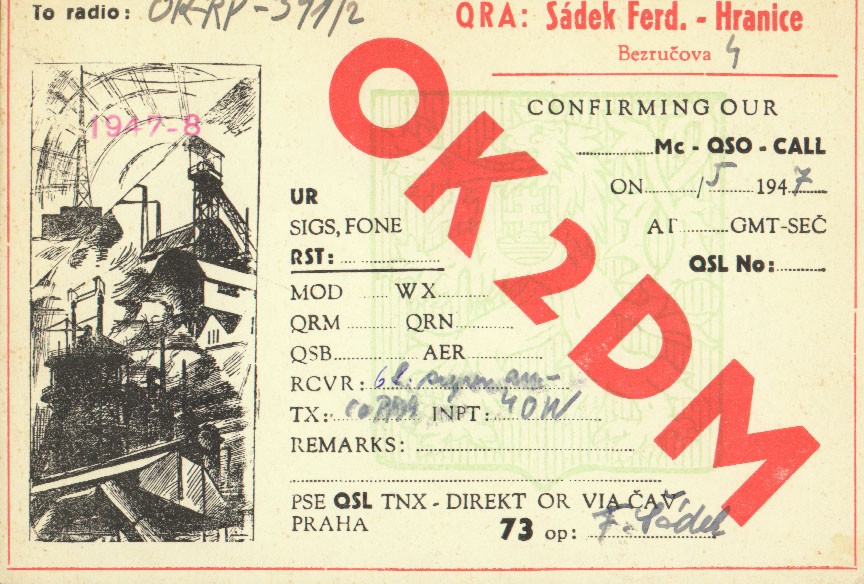 To radio: OK-RP-391/2
QRA: Sádek Ferd. - Hranice
Bezručova 4
1947-8
OK2DM
CONFIRMING OUR
Mc - QSO - CALL
ON /5 1947
AT GMT-SEČ
QSL No:
UR
SIGS, FONE
RST:
MOD WX
QRM QRN
QSB AER
RCVR: 6 l.
TX: INPT: 40W
REMARKS:
PSE QSL TNX - DIREKT OR VIA ČAV,
PRAHA 73 op: F. Sádek